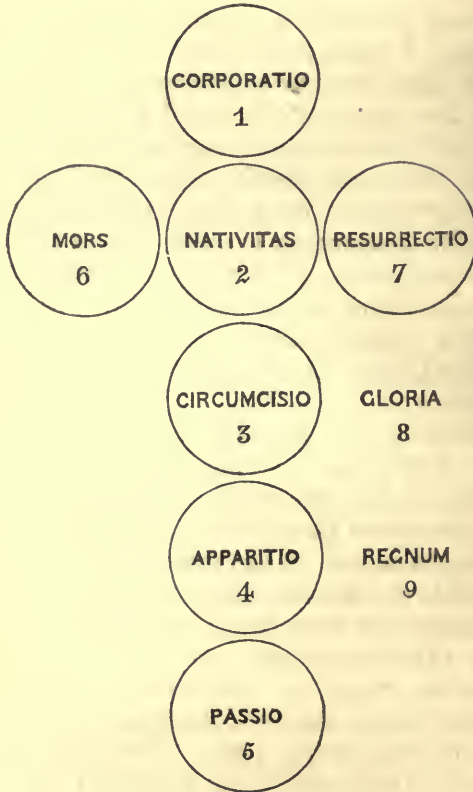 CORPORATIO
1
MORS NATIVITAS RESURRECTIO
6 2 7
CIRCUMCISIO GLORIA
3 8
APPARITIO REGNUM
4 9
PASSIO
5